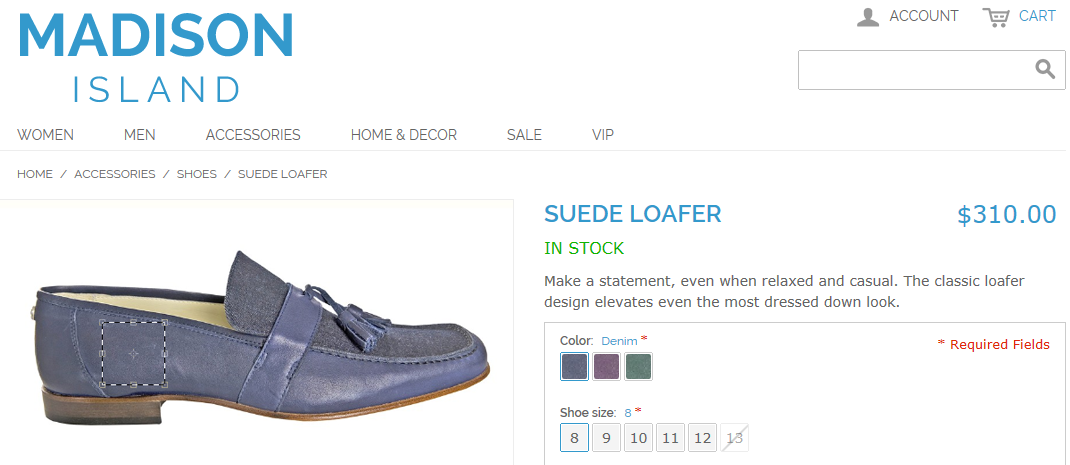 MADISON
ISLAND
ACCOUNT CART
WOMEN MEN ACCESSORIES HOME & DECOR SALE VIP
HOME / ACCESSORIES / SHOES / SUEDE LOAFER
SUEDE LOAFER $310.00
IN STOCK
Make a statement, even when relaxed and casual. The classic loafer
design elevates even the most dressed down look.
Color: Denim * * Required Fields
Shoe size: 8 *
8 9 10 11 12 13